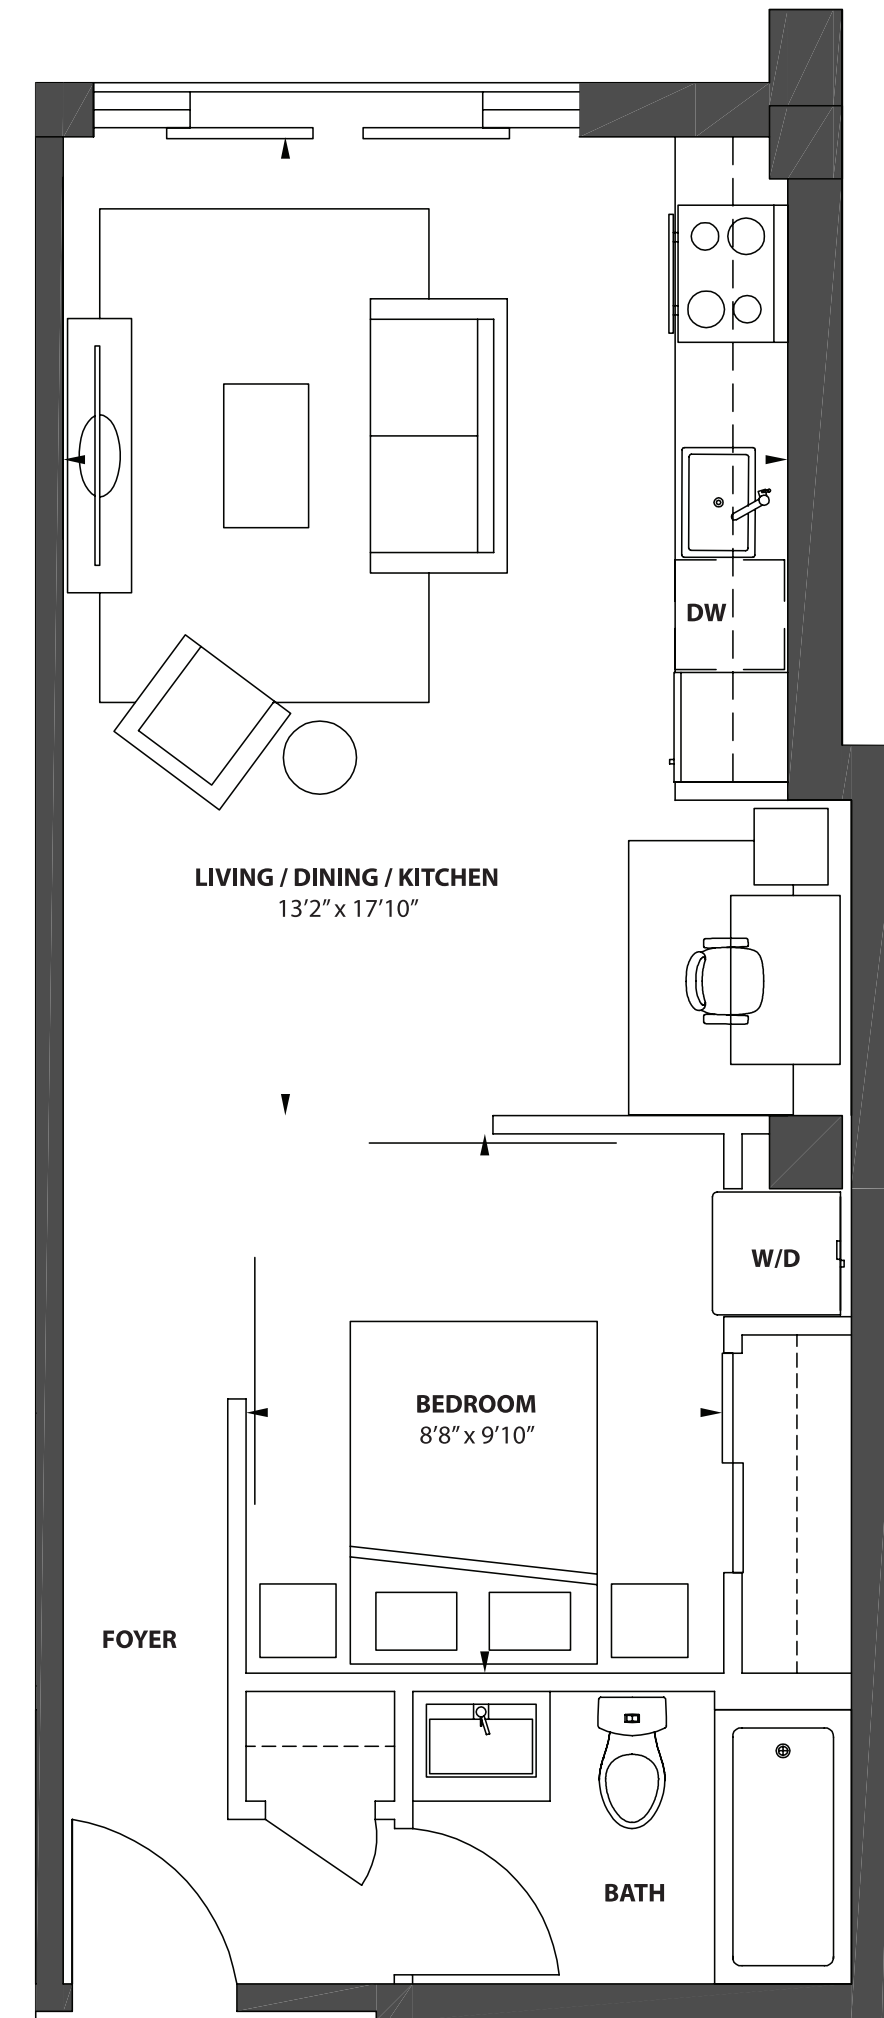 DW
LIVING / DINING / KITCHEN
13’2” x 17’10”
W/D
BEDROOM
8’8” x 9’10”
FOYER
BATH